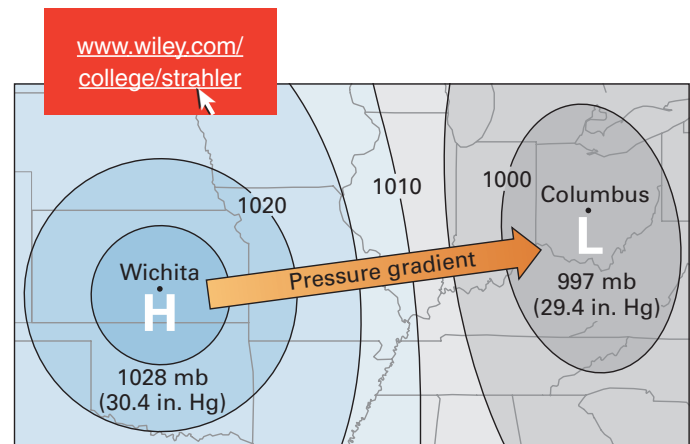 www.wiley.com/
college/strahler
1020
1010
1000
Columbus
L
997 mb
(29.4 in. Hg)
Pressure gradient
Wichita
H
1028 mb
(30.4 in. Hg)